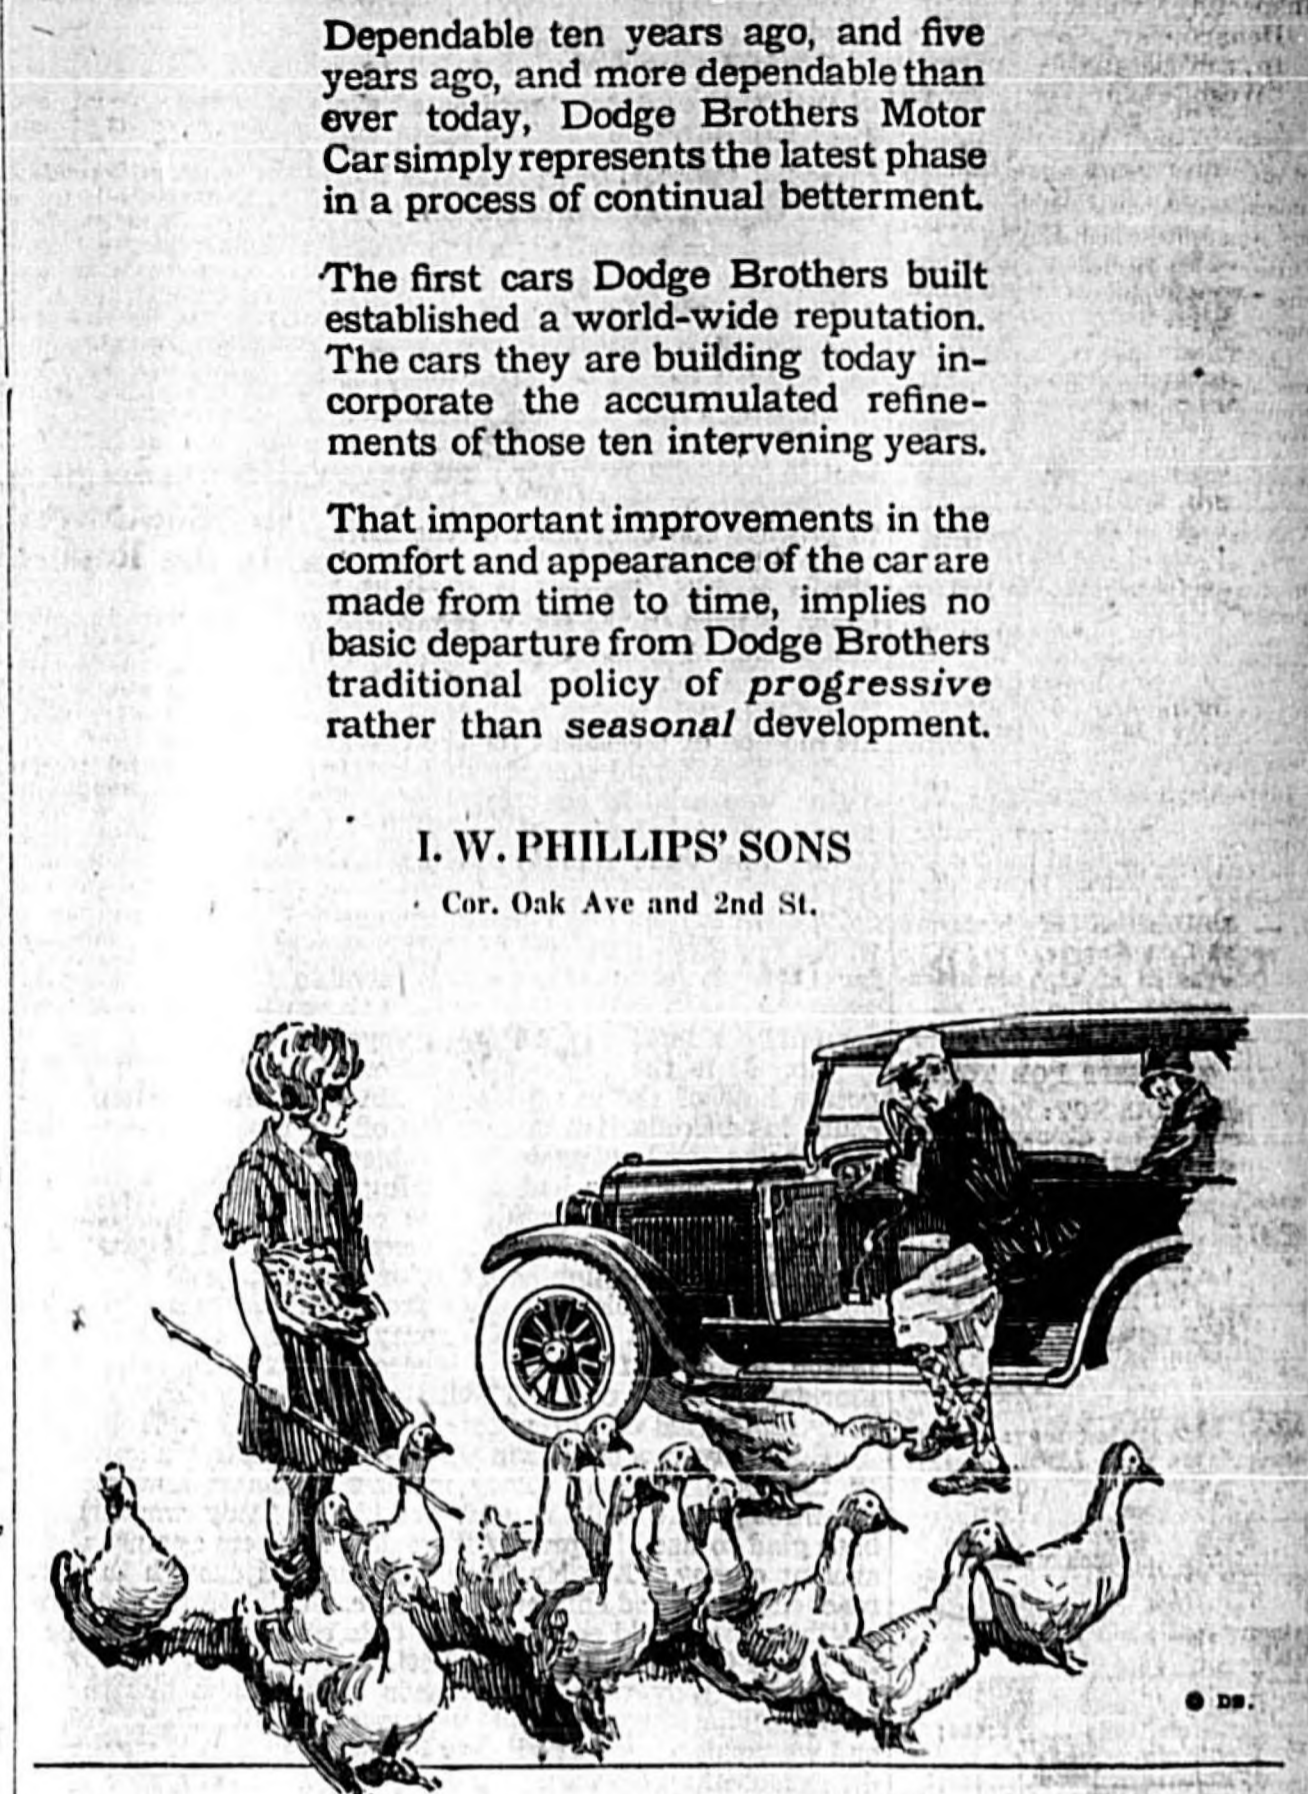 Dependable ten years ago, and five
years ago, and more dependable than
ever today, Dodge Brothers Motor
Car simply represents the latest phase
in a process of continual betterment.
The first cars Dodge Brothers built
established a world-wide reputation.
The cars they are building today in-
corporate the accumulated refine-
ments of those ten intervening years.
That important improvements in the
comfort and appearance of the car are
made from time to time, implies no
basic departure from Dodge Brothers
traditional policy of progressive
rather than seasonal development.
I. W. PHILLIPS' SONS
Cor. Oak Ave and 2nd St.